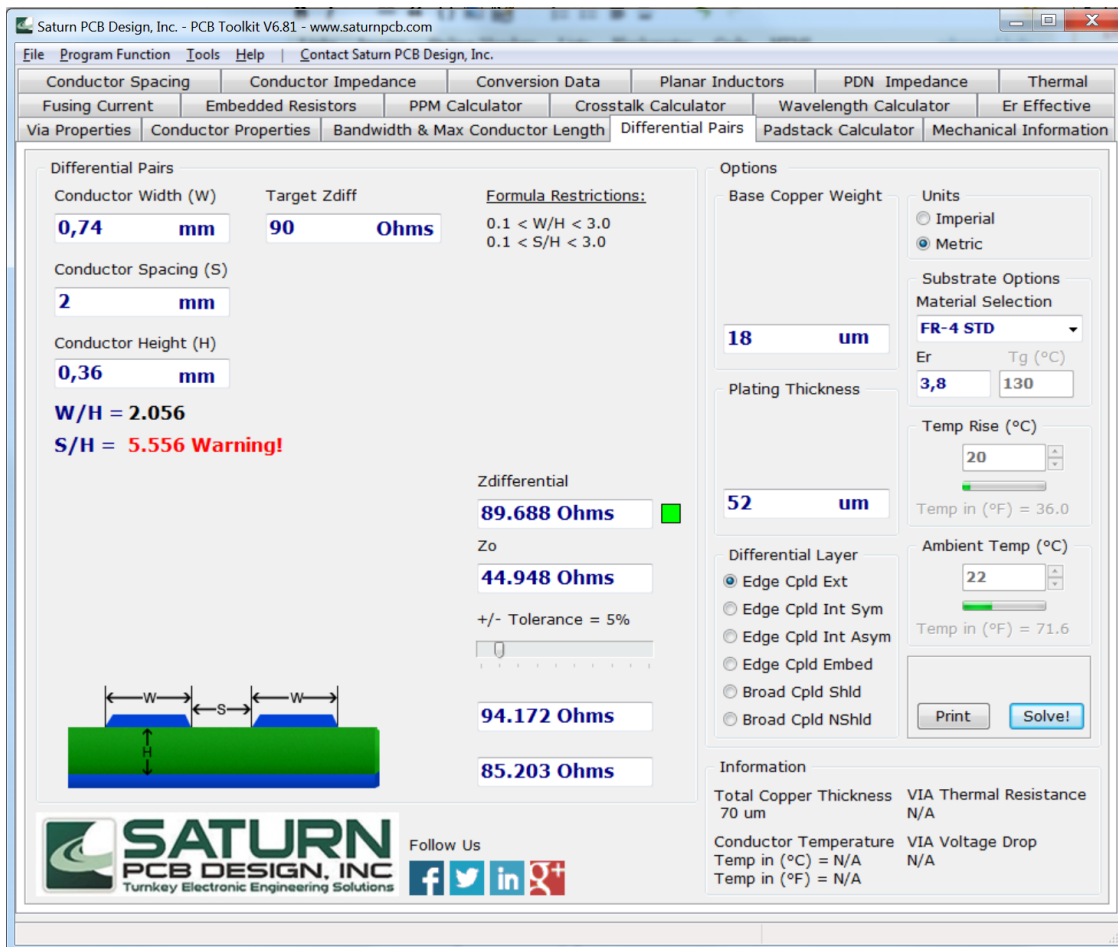 Saturn PCB Design, Inc. - PCB Toolkit V6.81 - www.saturnpcb.com
File Program Function Tools Help | Contact Saturn PCB Design, Inc.
Conductor Spacing Conductor Impedance Conversion Data Planar Inductors PDN Impedance Thermal
Fusing Current Embedded Resistors PPM Calculator Crosstalk Calculator Wavelength Calculator Er Effective
Via Properties Conductor Properties Bandwidth & Max Conductor Length Differential Pairs Padstack Calculator Mechanical Information
Differential Pairs
Conductor Width (W)
0,74 mm
Target Zdiff
90 Ohms
Formula Restrictions:
0.1 < W/H < 3.0
0.1 < S/H < 3.0
Conductor Spacing (S)
2 mm
Conductor Height (H)
0,36 mm
W/H = 2.056
S/H = 5.556 Warning!
Zdifferential
89.688 Ohms
Zo
44.948 Ohms
+/- Tolerance = 5%
94.172 Ohms
85.203 Ohms
W S W
H
SATURN
PCB DESIGN, INC
Turnkey Electronic Engineering Solutions
Follow Us
f in g+
Options
Base Copper Weight
18 um
Plating Thickness
52 um
Differential Layer
Edge Cpld Ext
Edge Cpld Int Sym
Edge Cpld Int Asym
Edge Cpld Embed
Broad Cpld Shld
Broad Cpld NShld
Units
Imperial
Metric
Substrate Options
Material Selection
FR-4 STD
Er Tg (°C)
3,8 130
Temp Rise (°C)
20
Temp in (°F) = 36.0
Ambient Temp (°C)
22
Temp in (°F) = 71.6
Print Solve!
Information
Total Copper Thickness
70 um
VIA Thermal Resistance
N/A
Conductor Temperature
Temp in (°C) = N/A
Temp in (°F) = N/A
VIA Voltage Drop
N/A